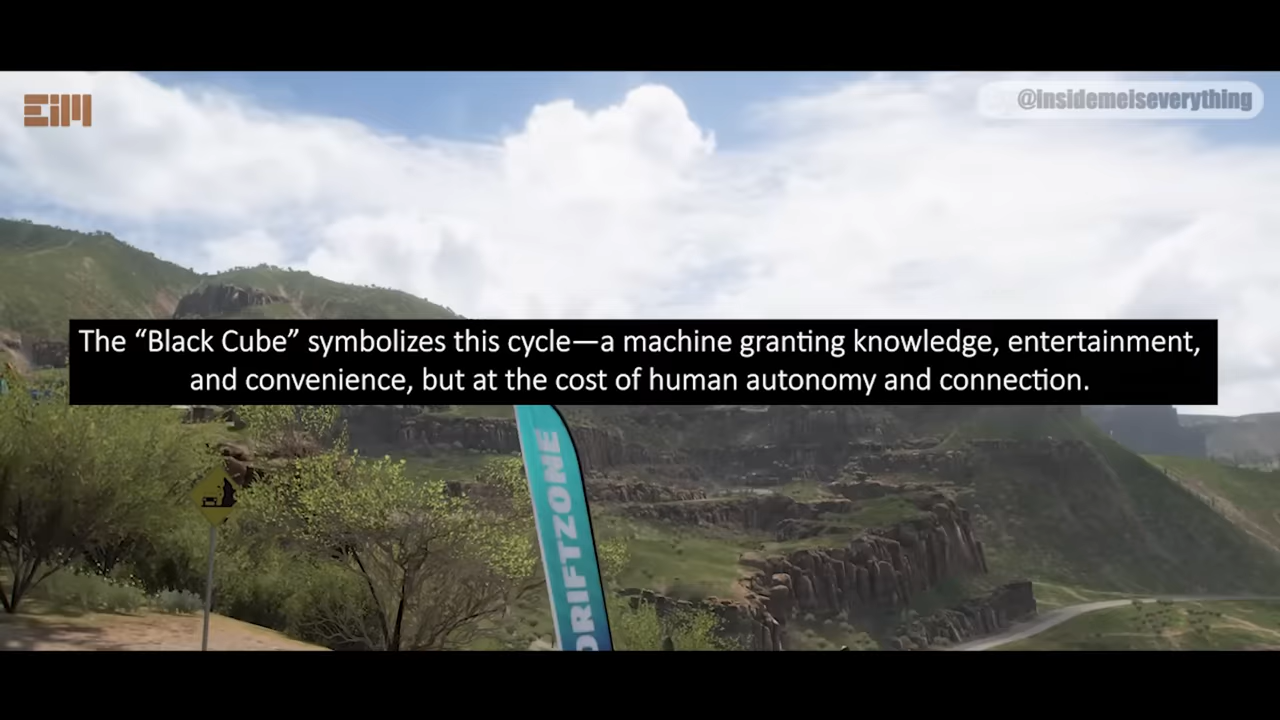 EiM
@Insidemeiseverything
The “Black Cube” symbolizes this cycle—a machine granting knowledge, entertainment,
and convenience, but at the cost of human autonomy and connection.
DRIFTZONE